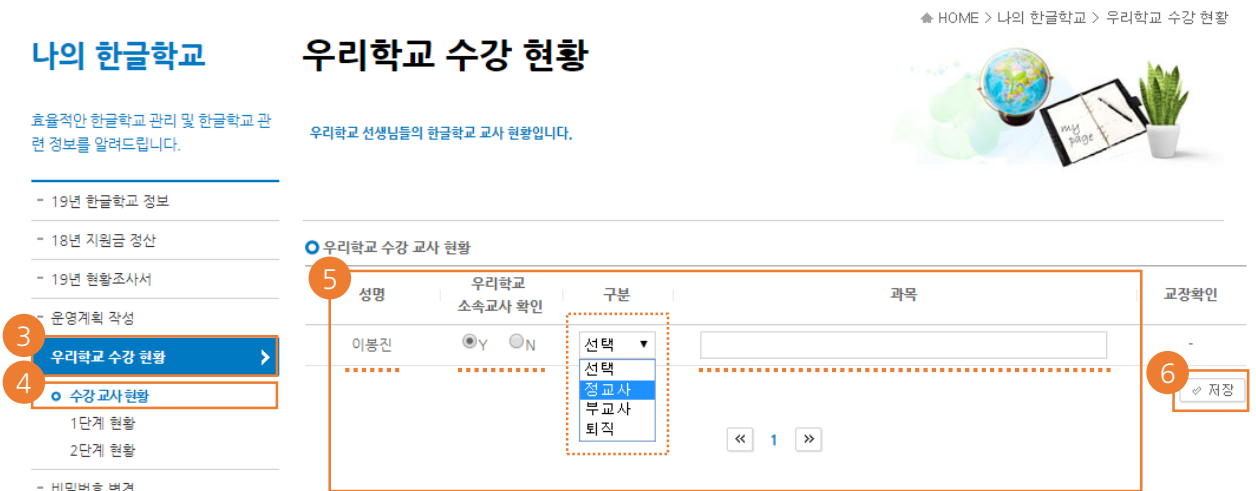 HOME > 나의 한글학교 > 우리학교 수강 현황
나의 한글학교
우리학교 수강 현황
효율적안 한글학교 관리 및 한글학교 관
련 정보를 알려드립니다.
우리학교 선생님들의 한글학교 교사 현황입니다.
my
page
- 19년 한글학교 정보
- 18년 지원금 정산
- 19년 현황조사서
- 운영계획 작성
3
우리학교 수강 현황 >
4
수강 교사 현황
1단계 현황
2단계 현황
- 비밀번호 변경
우리학교 수강 교사 현황
5
성명 우리학교 소속교사 확인 구분 과목 교장확인
이봉진 Y N 선택 ▼ -
선택
정교사
부교사
퇴직
6
저장
« 1 »